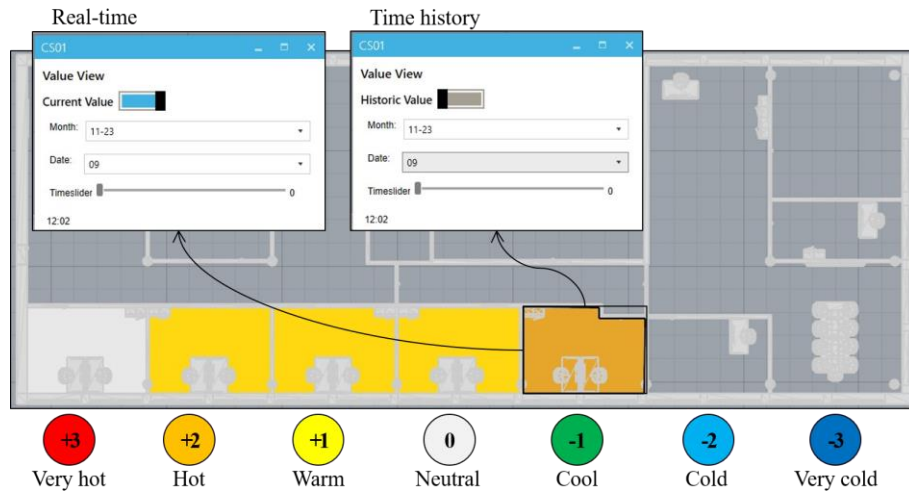 Real-time
Time history
CS01
Value View
Current Value
Month: 11-23
Date: 09
Timeslider 0
12:02
CS01
Value View
Historic Value
Month: 11-23
Date: 09
Timeslider 0
12:02
+3
Very hot
+2
Hot
+1
Warm
0
Neutral
-1
Cool
-2
Cold
-3
Very cold